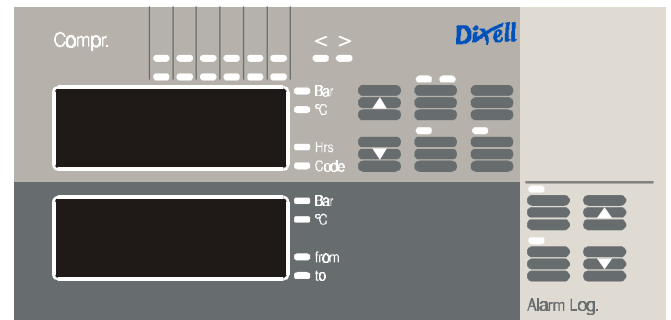 Compr.
< >
Dixell
Bar
°C
Hrs
Code
Bar
°C
from
to
Alarm Log.